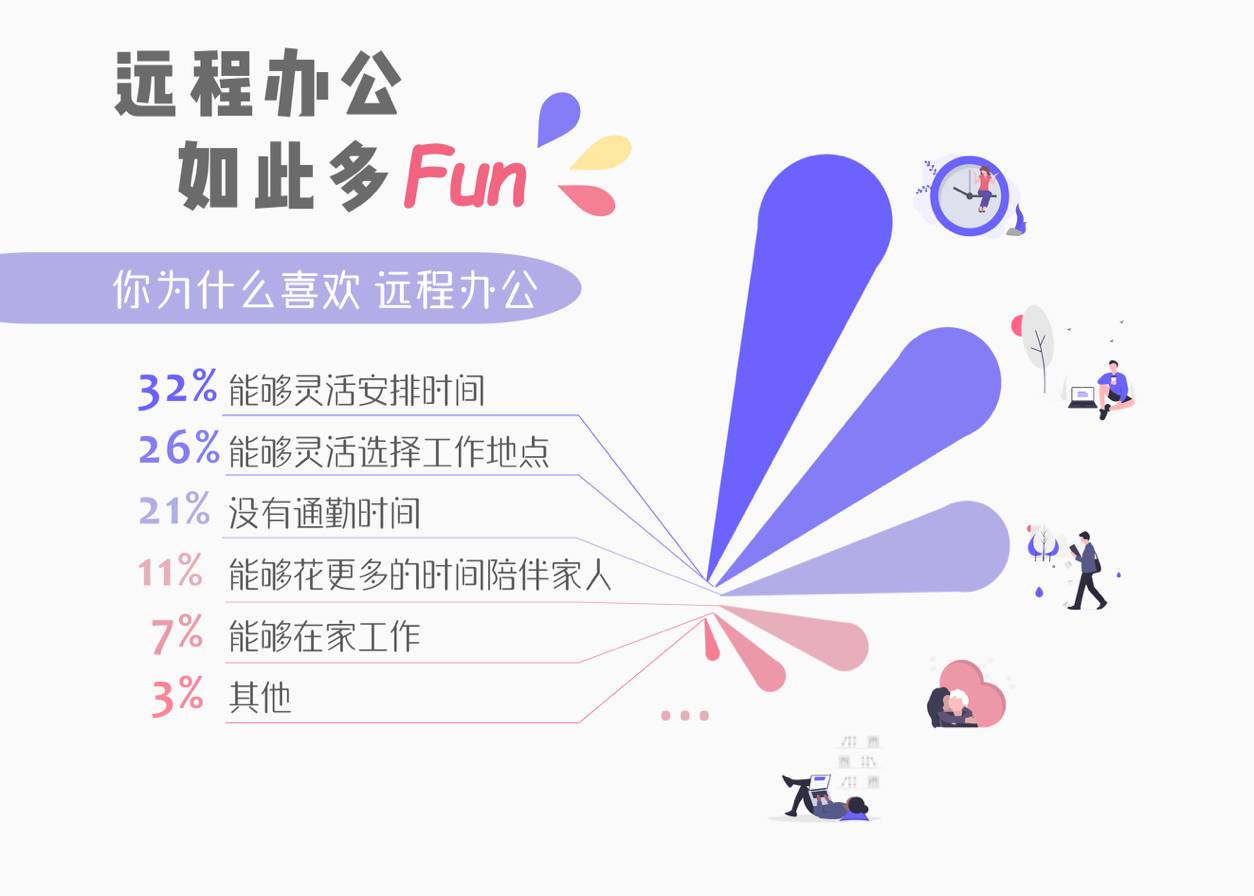 远程办公
如此多Fun
你为什么喜欢 远程办公
32% 能够灵活安排时间
26% 能够灵活选择工作地点
21% 没有通勤时间
11% 能够花更多的时间陪伴家人
7% 能够在家工作
3% 其他